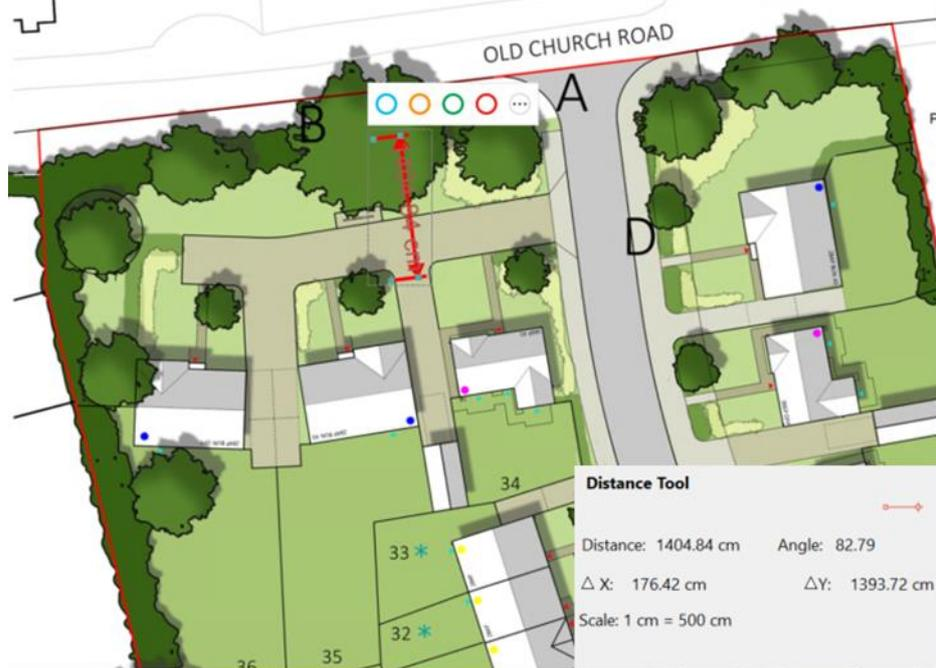 OLD CHURCH ROAD
A
B
D
34
33 *
32 *
35
36
Distance Tool
Distance: 1404.84 cm Angle: 82.79
△ X: 176.42 cm △Y: 1393.72 cm
Scale: 1 cm = 500 cm